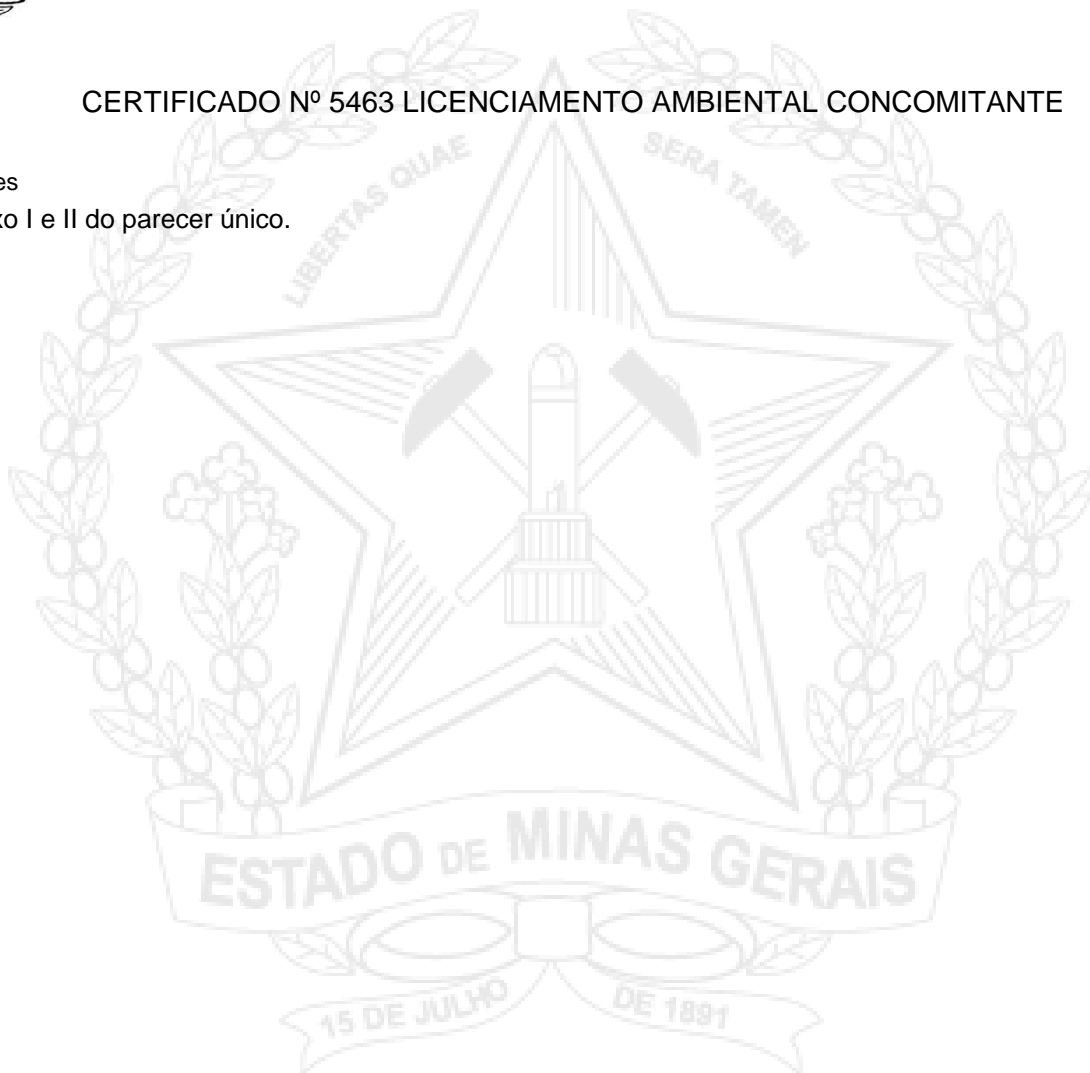 CERTIFICADO Nº 5463 LICENCIAMENTO AMBIENTAL CONCOMITANTE
es
xo I e II do parecer único.
LIBERTAS QUAE SERA TAMEN
ESTADO DE MINAS GERAIS
15 DE JULHO DE 1891